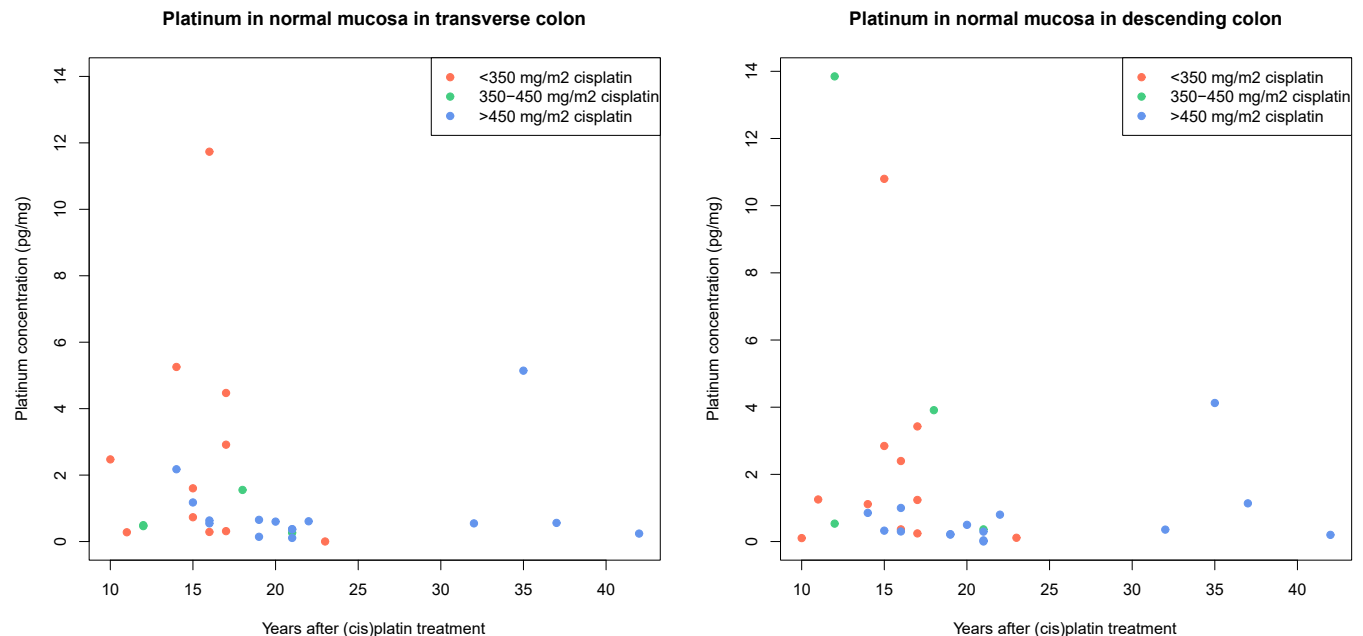 Platinum in normal mucosa in transverse colon
<350 mg/m2 cisplatin
350−450 mg/m2 cisplatin
>450 mg/m2 cisplatin
Platinum concentration (pg/mg)
14
12
10
8
6
4
2
0
10 15 20 25 30 35 40
Years after (cis)platin treatment
Platinum in normal mucosa in descending colon
<350 mg/m2 cisplatin
350−450 mg/m2 cisplatin
>450 mg/m2 cisplatin
Platinum concentration (pg/mg)
14
12
10
8
6
4
2
0
10 15 20 25 30 35 40
Years after (cis)platin treatment